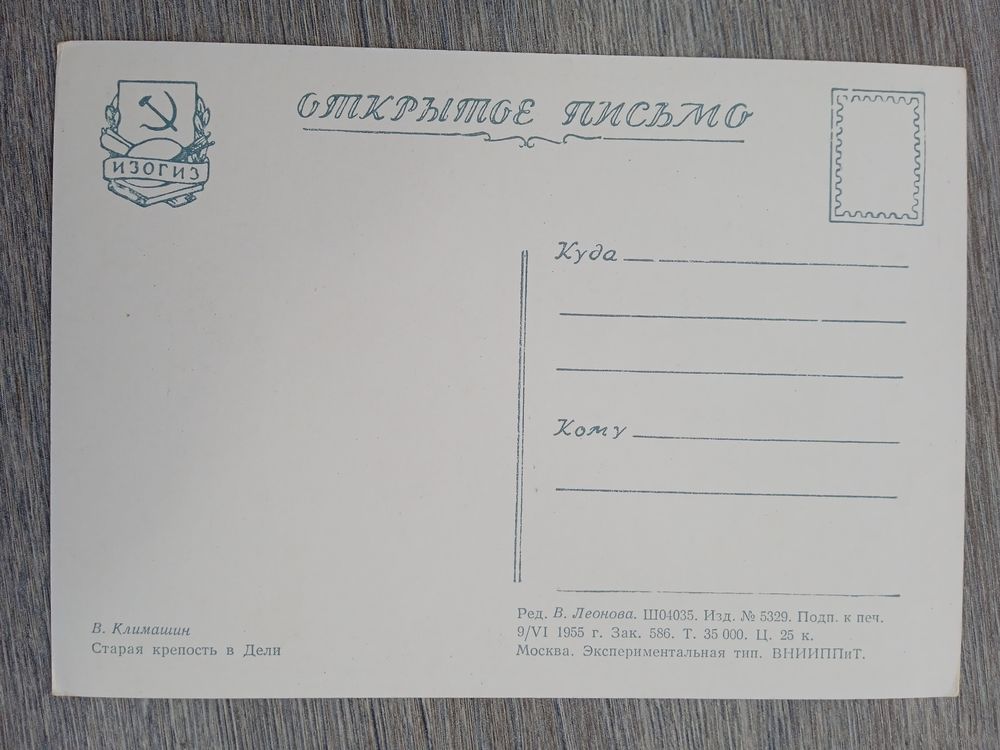 ОТКРЫТОЕ ПИСЬМО
ИЗОГИЗ
Куда
Кому
В. Климашин
Старая крепость в Дели
Ред. В. Леонова. Ш04035. Изд. № 5329. Подп. к печ.
9/VI 1955 г. Зак. 586. Т. 35 000. Ц. 25 к.
Москва. Экспериментальная тип. ВНИИППиТ.